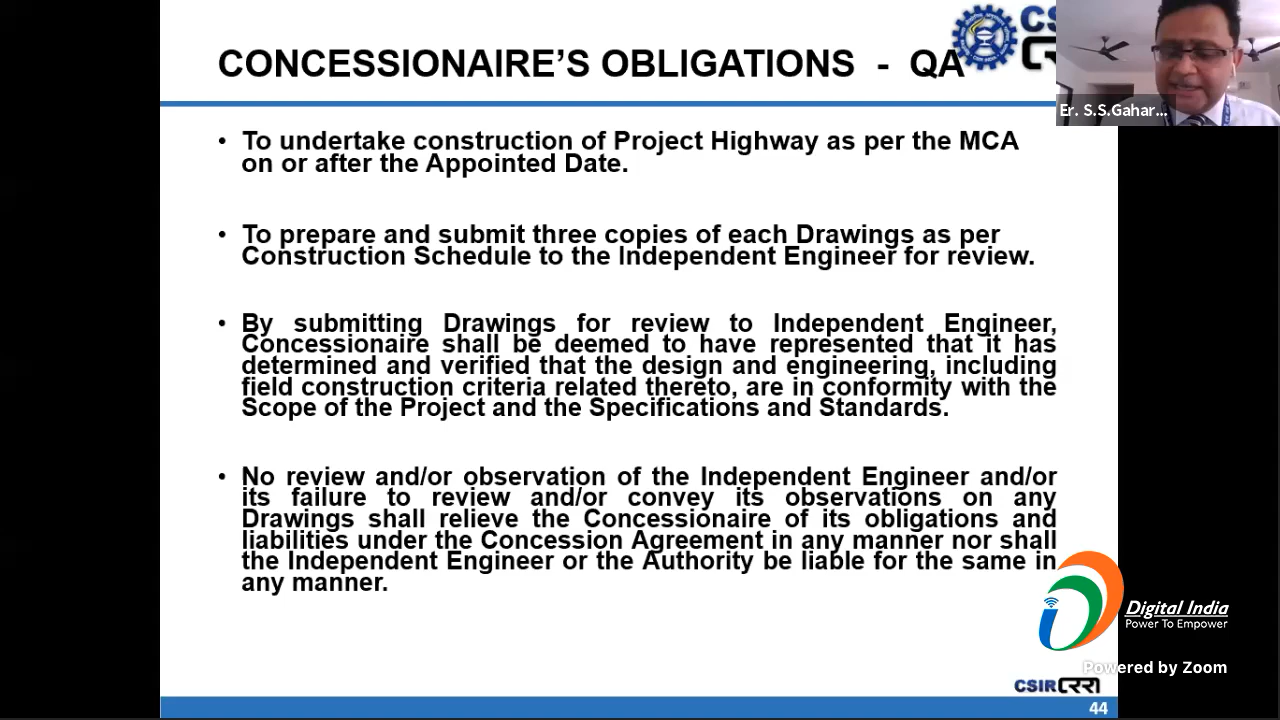 CONCESSIONAIRE’S OBLIGATIONS - QA
Er. S.S.Gahar...
• To undertake construction of Project Highway as per the MCA
on or after the Appointed Date.
• To prepare and submit three copies of each Drawings as per
Construction Schedule to the Independent Engineer for review.
• By submitting Drawings for review to Independent Engineer,
Concessionaire shall be deemed to have represented that it has
determined and verified that the design and engineering, including
field construction criteria related thereto, are in conformity with the
Scope of the Project and the Specifications and Standards.
• No review and/or observation of the Independent Engineer and/or
its failure to review and/or convey its observations on any
Drawings shall relieve the Concessionaire of its obligations and
liabilities under the Concession Agreement in any manner nor shall
the Independent Engineer or the Authority be liable for the same in
any manner.
Digital India
Power To Empower
Powered by Zoom
CSIR CRRI
44